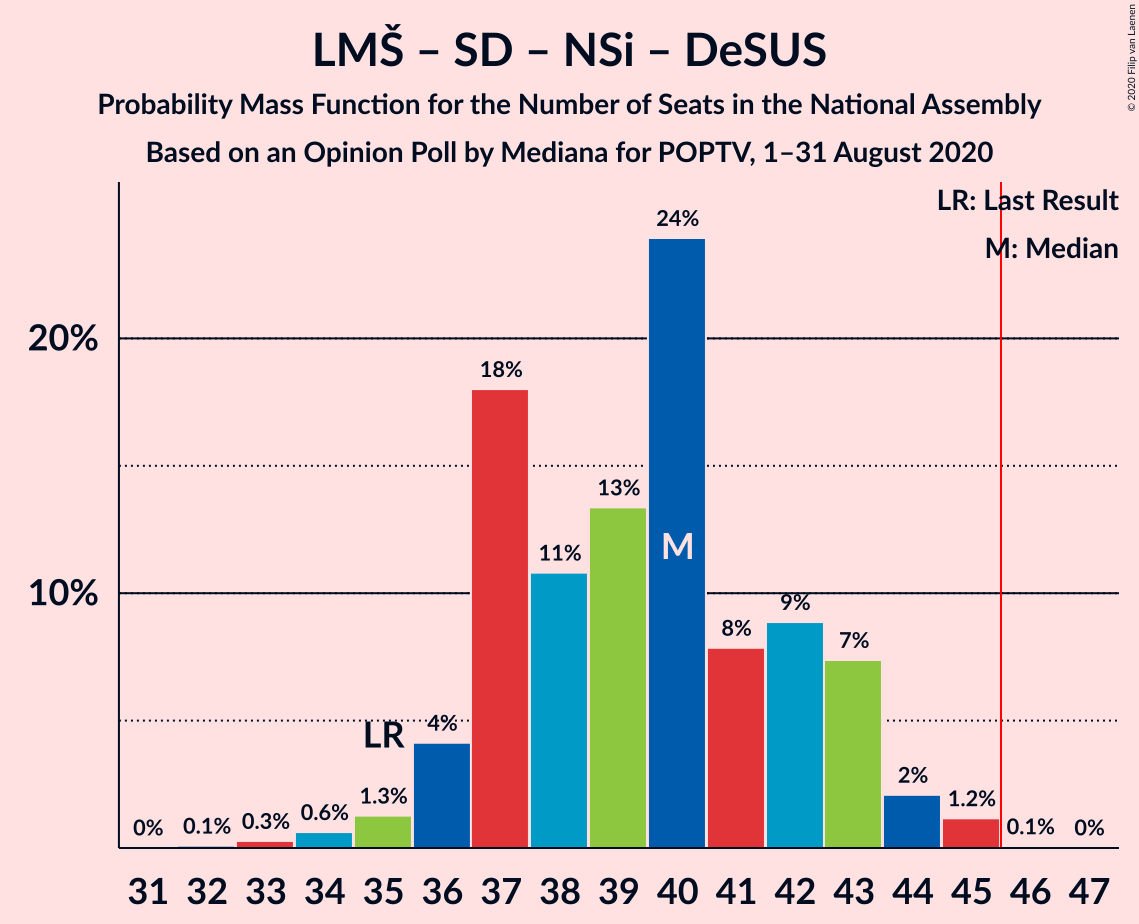 LMŠ – SD – NSi – DeSUS
Probability Mass Function for the Number of Seats in the National Assembly
Based on an Opinion Poll by Mediana for POPTV, 1–31 August 2020
© 2020 Filip van Laenen
LR: Last Result
M: Median
20%
10%
0%
0.1%
0.3%
0.6%
1.3%
4%
18%
11%
13%
24%
8%
9%
7%
2%
1.2%
0.1%
0%
LR
M
31 32 33 34 35 36 37 38 39 40 41 42 43 44 45 46 47